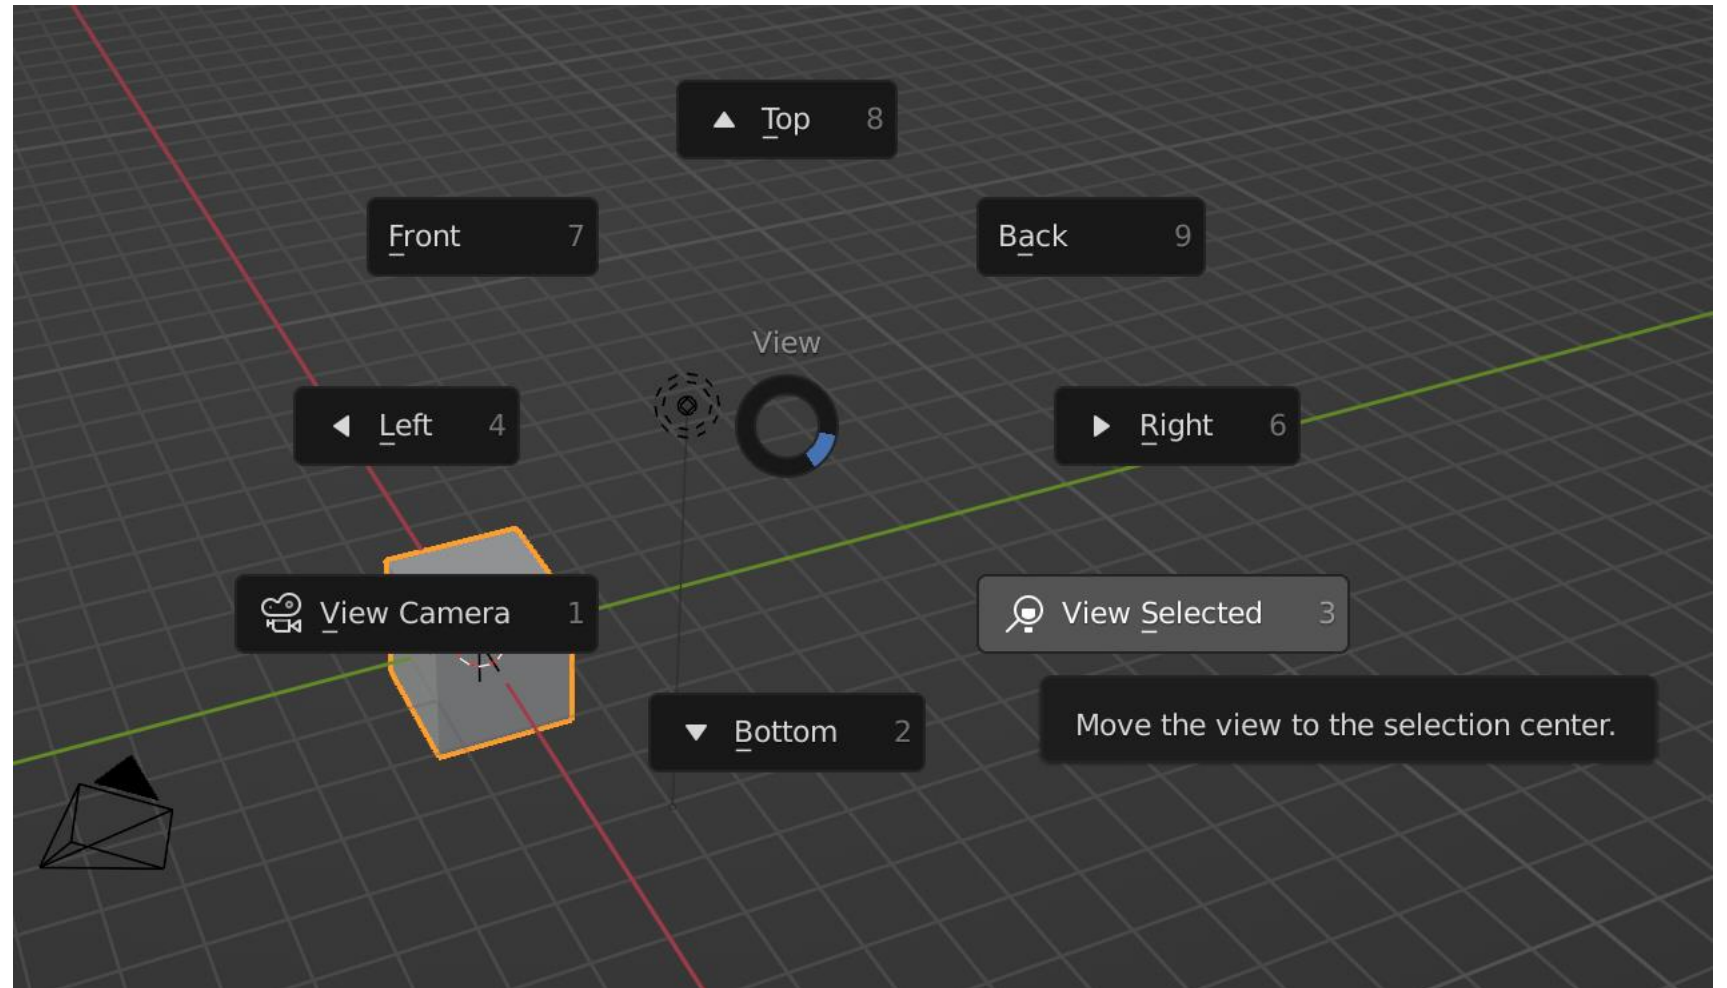 Top 8
Front 7
Back 9
View
Left 4
Right 6
View Camera 1
View Selected 3
Bottom 2
Move the view to the selection center.